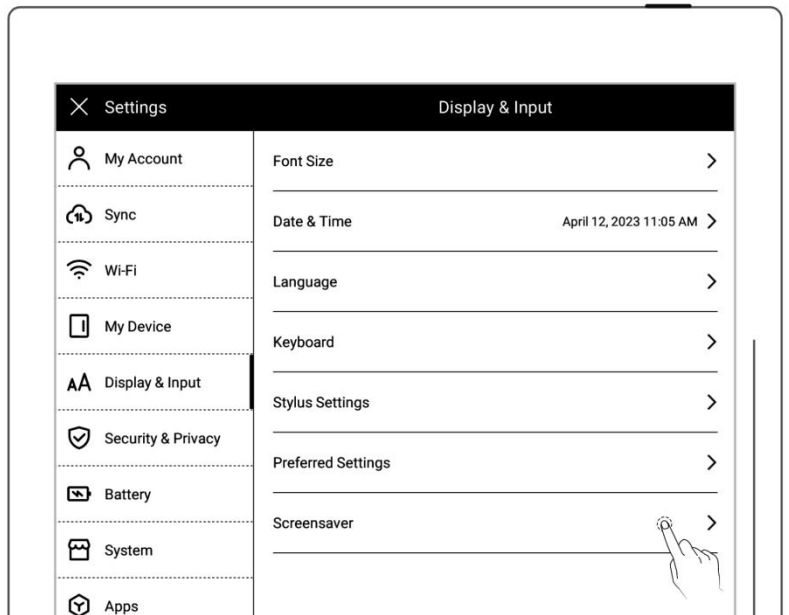 Settings
Display & Input
My Account
Sync
Wi-Fi
My Device
Display & Input
Security & Privacy
Battery
System
Apps
Font Size
Date & Time April 12, 2023 11:05 AM
Language
Keyboard
Stylus Settings
Preferred Settings
Screensaver